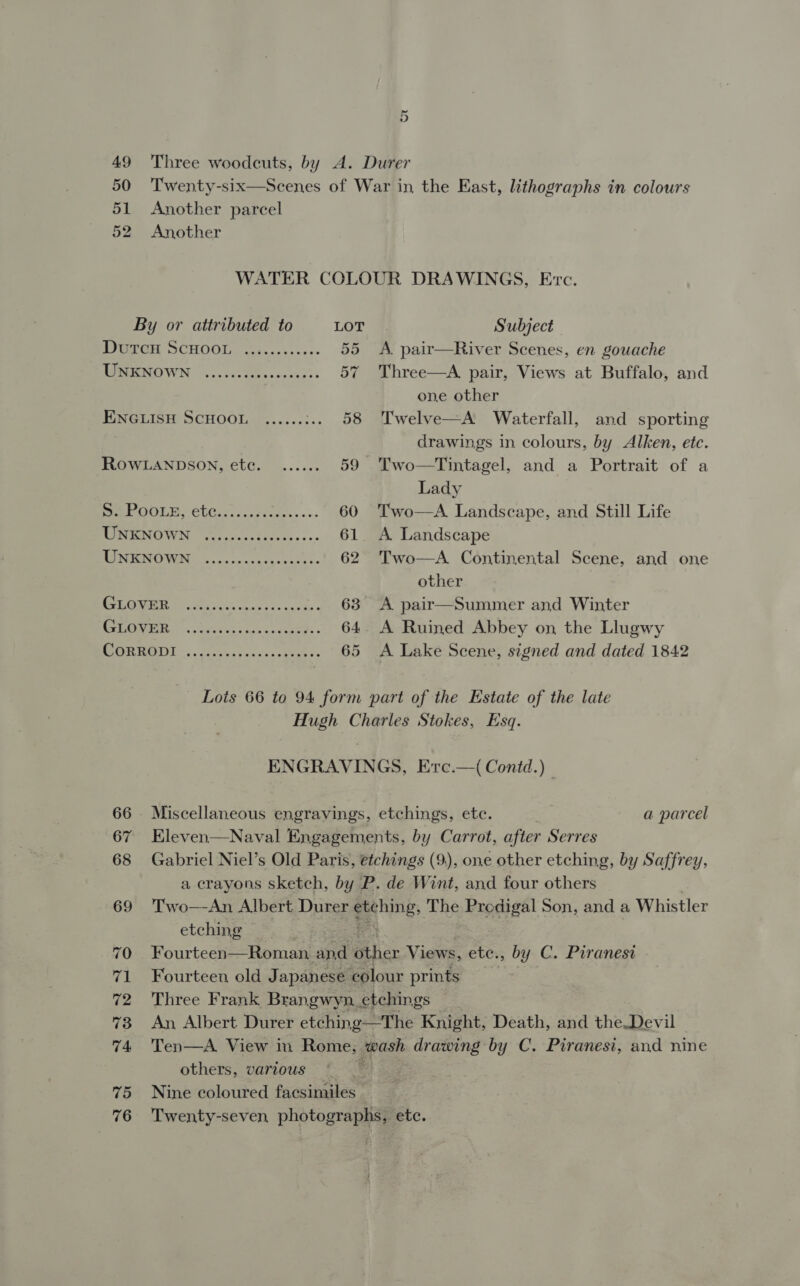 5
49 Three woodcuts, by A. Durer
50 Twenty-six—Scenes of War in the East, lithographs in colours
51 Another parcel
52 Another
WATER COLOUR DRAWINGS, Etc.
By or attributed to LOT Subject
Dutch School ............ 55 A pair—River Scenes, en gouache
Unknown .................. 57 Three—A pair, Views at Buffalo, and
one other
English School ......... 58 Twelve—A Waterfall, and sporting
drawings in colours, by Alken, etc.
Rowlandson, etc. ...... 59 Two—Tintagel, and a Portrait of a
Lady
S. Poole, etc............... 60 Two—A Landscape, and Still Life
Unknown .................. 61 A Landscape
Unknown .................. 62 Two—A Continental Scene, and one
other
Glover ..................... 63 A pair—Summer and Winter
Glover ..................... 64 A Ruined Abbey on the Llugwy
Corrodi ..................... 65 A Lake Scene, signed and dated 1842
Lots 66 to 94 form part of the Estate of the late
Hugh Charles Stokes, Esq.
ENGRAVINGS, Etc.—(Contd.)
66 Miscellaneous engravings, etchings, etc. a parcel
67 Eleven—Naval Engagements, by Carrot, after Serres
68 Gabriel Niel's Old Paris, etchings (9), one other etching, by Saffrey,
a crayons sketch, by P. de Wint, and four others
69 Two—An Albert Durer etching, The Prodigal Son, and a Whistler
etching
70 Fourteen—Roman and other Views, etc., by C. Piranesi
71 Fourteen old Japanese colour prints
72 Three Frank Brangwyn etchings
73 An Albert Durer etching—The Knight, Death, and the Devil
74 Ten—A View in Rome, wash drawing by C. Piranesi, and nine
others, various
75 Nine coloured facsimiles
76 Twenty-seven photographs, etc.